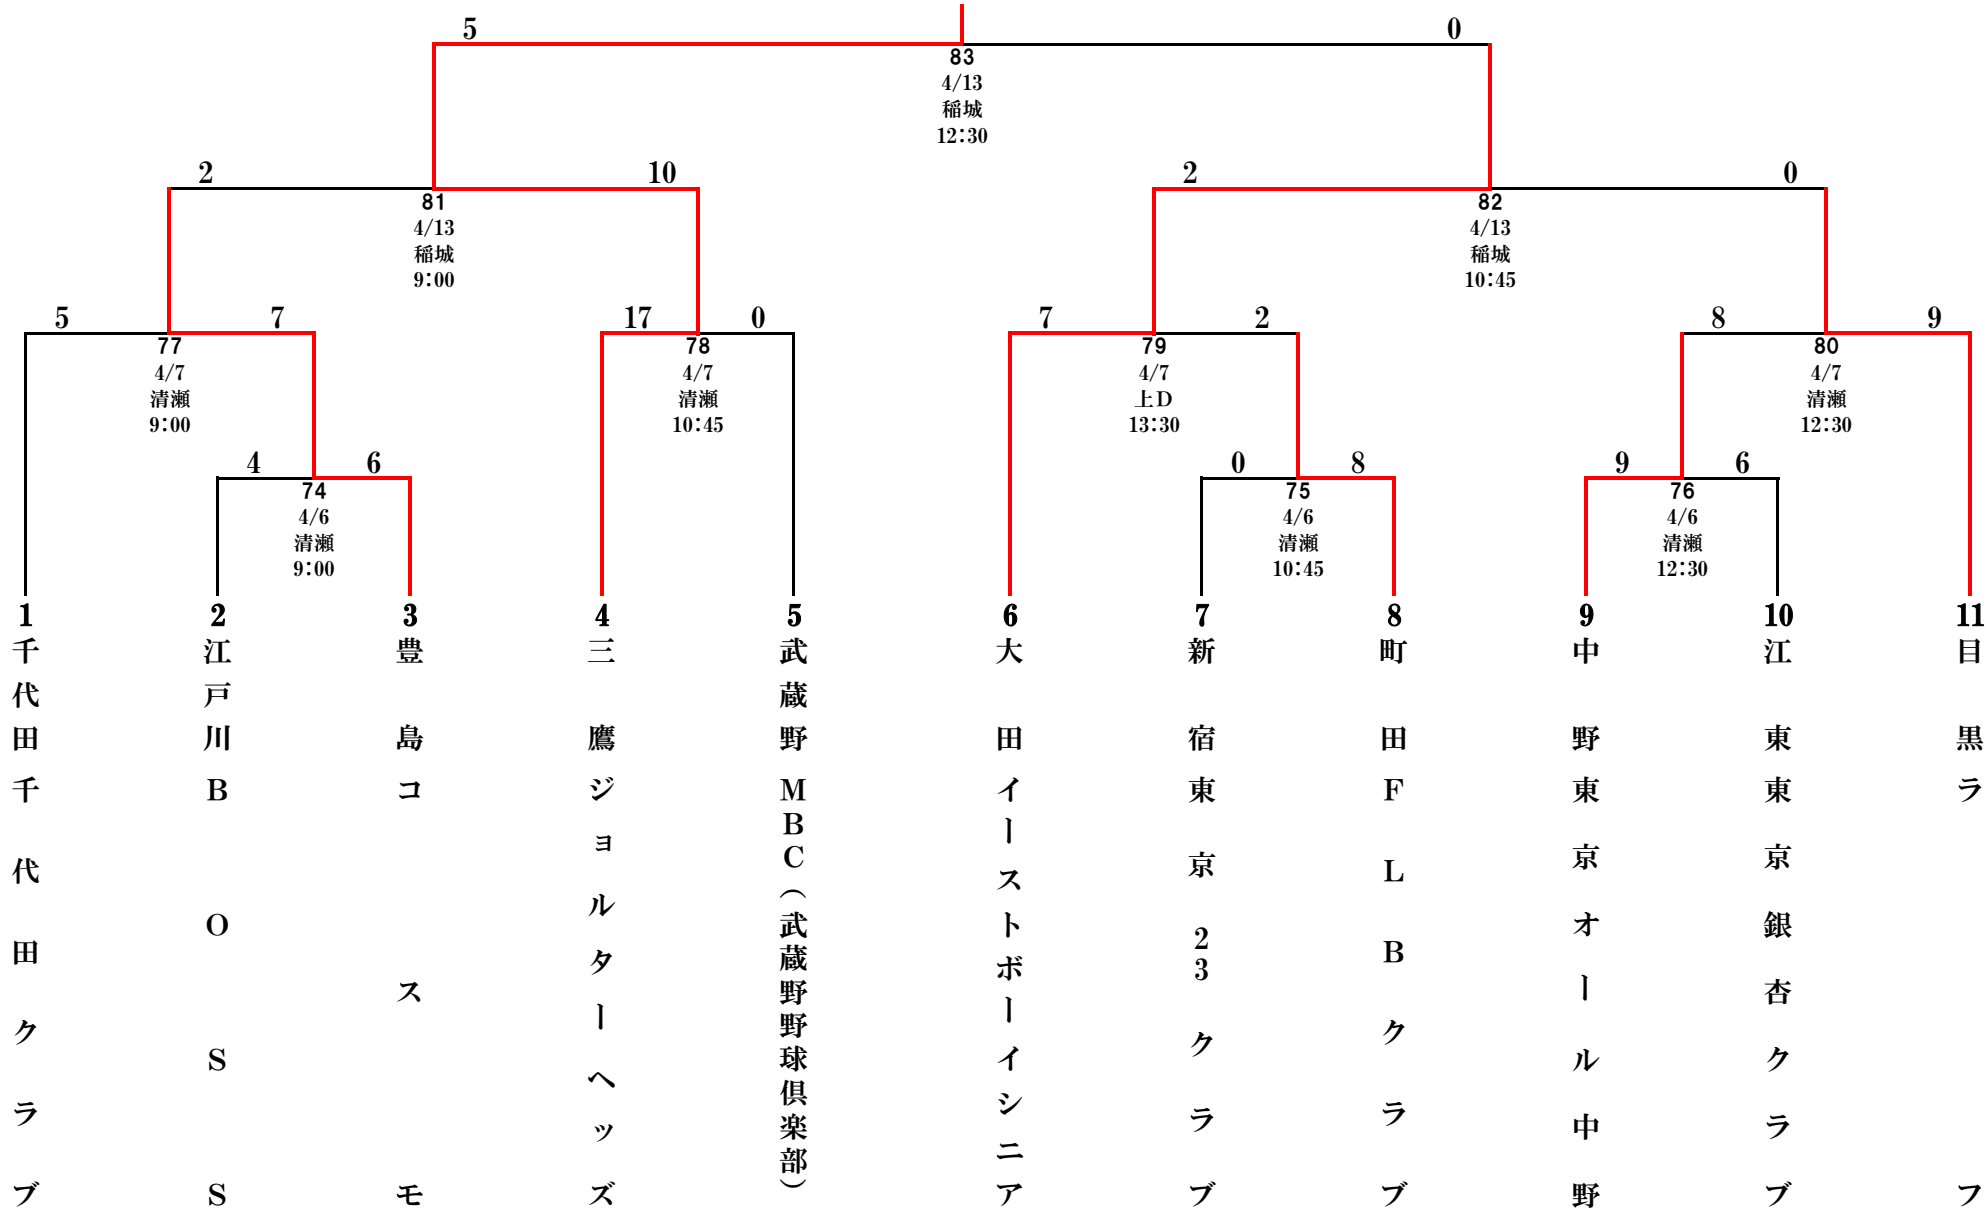 5 0
83
4/13
稲城
12:30
2 10 2 0
81
4/13
稲城
9:00
82
4/13
稲城
10:45
5 7 17 0 7 2 8 9
77
4/7
清瀬
9:00
78
4/7
清瀬
10:45
79
4/7
上D
13:30
80
4/7
清瀬
12:30
4 6 0 8 9 6
74
4/6
清瀬
9:00
75
4/6
清瀬
10:45
76
4/6
清瀬
12:30
1
千代田
千代田クラブ
2
江戸川
BOSS
3
豊島
コスモ
4
三鷹
ジョルターヘッズ
5
武蔵野
MBC(武蔵野野球倶楽部)
6
大田
イーストボーイシニア
7
新宿
東京23クラブ
8
町田
FLBクラブ
9
中野
東京オール中野
10
江東
東京銀杏クラブ
11
目黒
ラフ